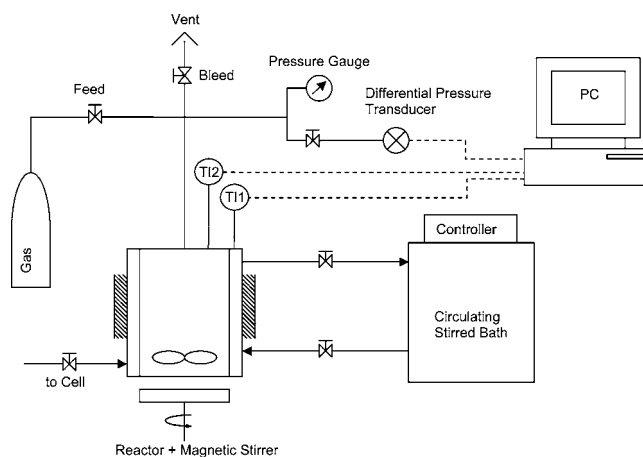 Vent
Bleed
Pressure Gauge
Feed
Differential Pressure
Transducer
PC
TI2
TI1
Gas
Controller
Circulating
Stirred Bath
to Cell
Reactor + Magnetic Stirrer